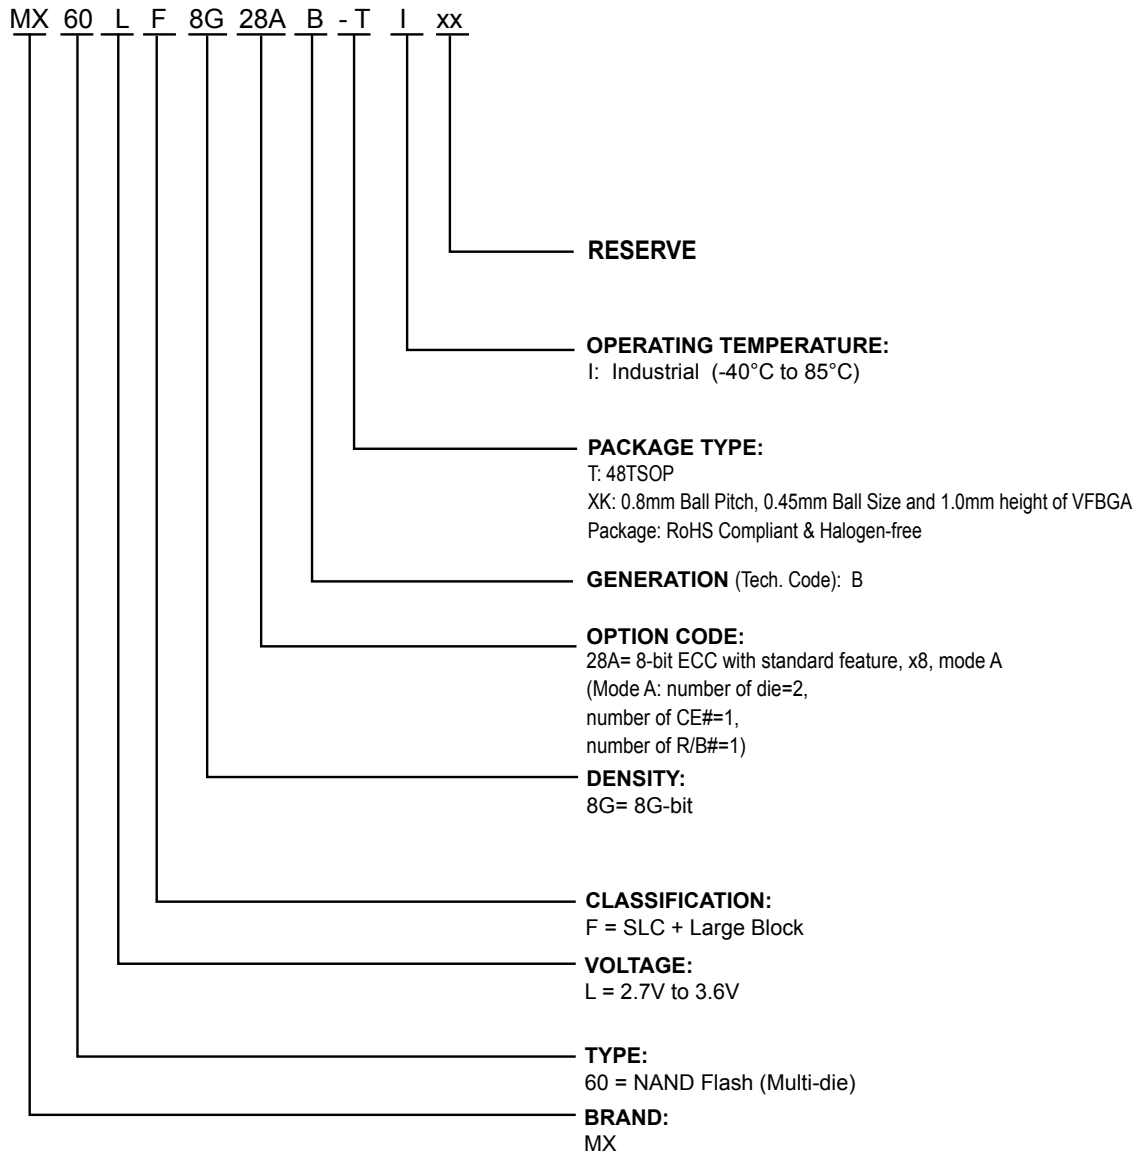 MX 60 L F 8G 28A B - T I xx
RESERVE
OPERATING TEMPERATURE:
I: Industrial (-40°C to 85°C)
PACKAGE TYPE:
T: 48TSOP
XK: 0.8mm Ball Pitch, 0.45mm Ball Size and 1.0mm height of VFBGA
Package: RoHS Compliant & Halogen-free
GENERATION (Tech. Code): B
OPTION CODE:
28A= 8-bit ECC with standard feature, x8, mode A
(Mode A: number of die=2,
number of CE#=1,
number of R/B#=1)
DENSITY:
8G= 8G-bit
CLASSIFICATION:
F = SLC + Large Block
VOLTAGE:
L = 2.7V to 3.6V
TYPE:
60 = NAND Flash (Multi-die)
BRAND:
MX